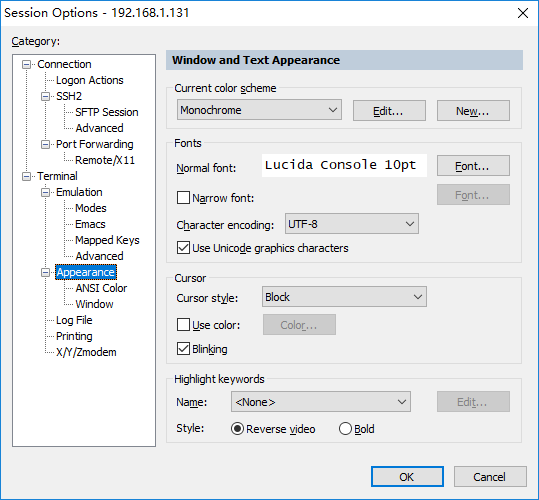 Session Options - 192.168.1.131
Category:
Connection
Logon Actions
SSH2
SFTP Session
Advanced
Port Forwarding
Remote/X11
Terminal
Emulation
Modes
Emacs
Mapped Keys
Advanced
Appearance
ANSI Color
Window
Log File
Printing
X/Y/Zmodem
Window and Text Appearance
Current color scheme
Monochrome Edit... New...
Fonts
Normal font: Lucida Console 10pt Font...
Narrow font: Font...
Character encoding: UTF-8
Use Unicode graphics characters
Cursor
Cursor style: Block
Use color: Color...
Blinking
Highlight keywords
Name: <None> Edit...
Style: Reverse video Bold
OK Cancel